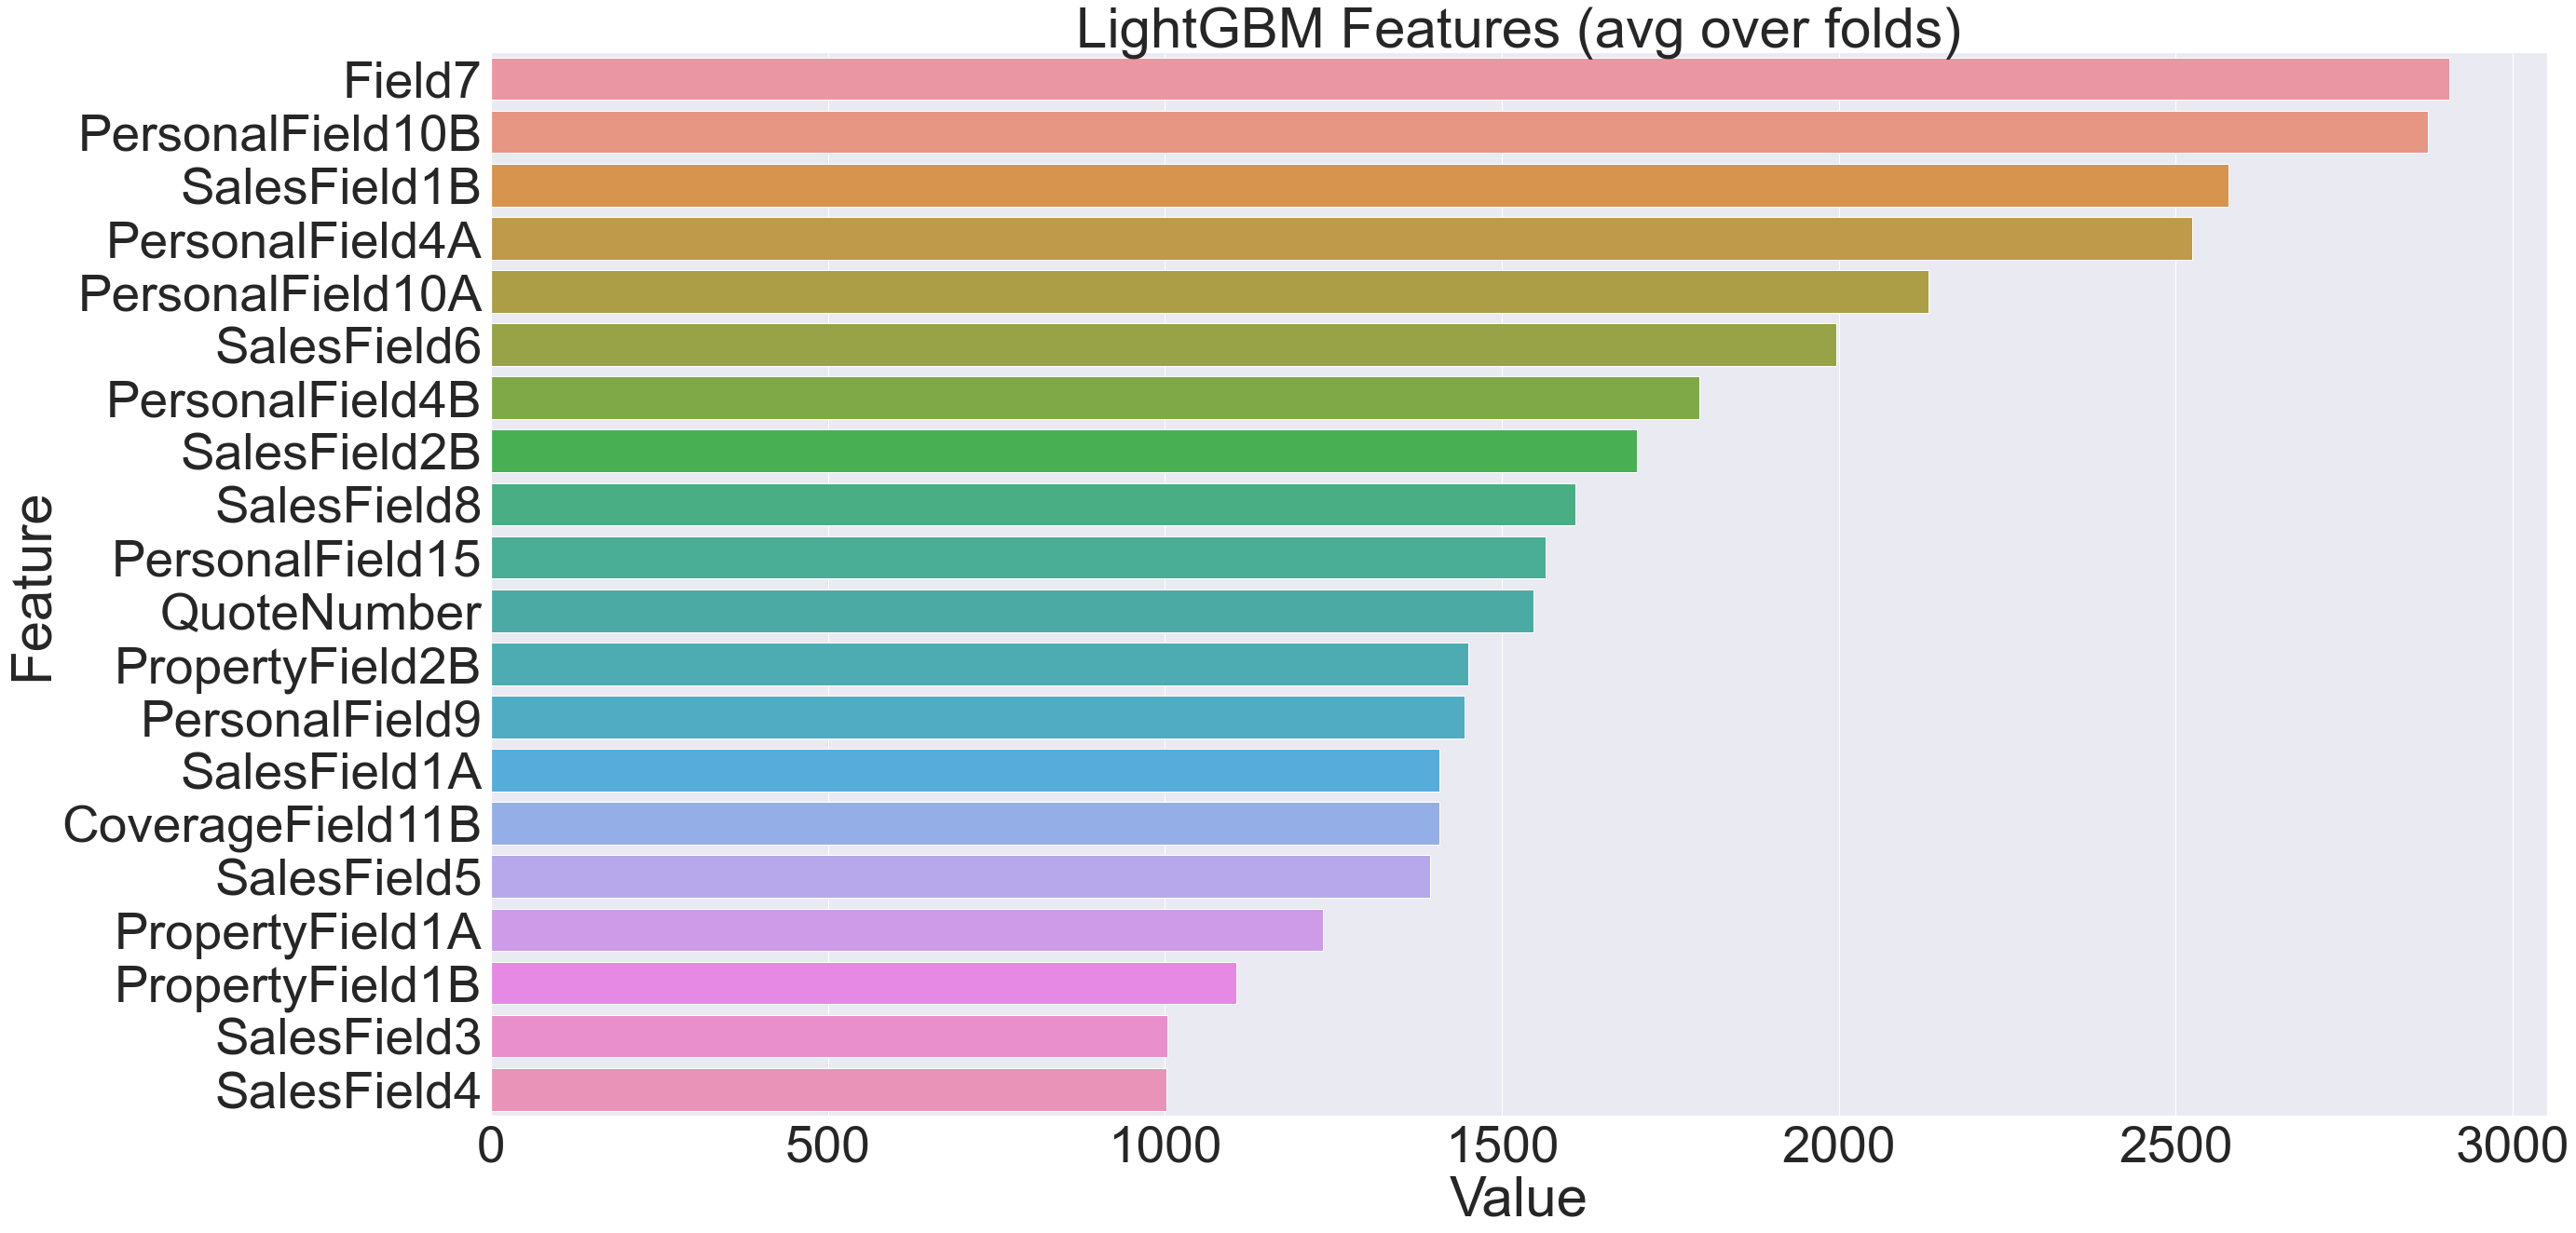 LightGBM Features (avg over folds)
Field7
PersonalField10B
SalesField1B
PersonalField4A
PersonalField10A
SalesField6
PersonalField4B
SalesField2B
SalesField8
PersonalField15
QuoteNumber
PropertyField2B
PersonalField9
SalesField1A
CoverageField11B
SalesField5
PropertyField1A
PropertyField1B
SalesField3
SalesField4
Feature
0 500 1000 1500 2000 2500 3000
Value